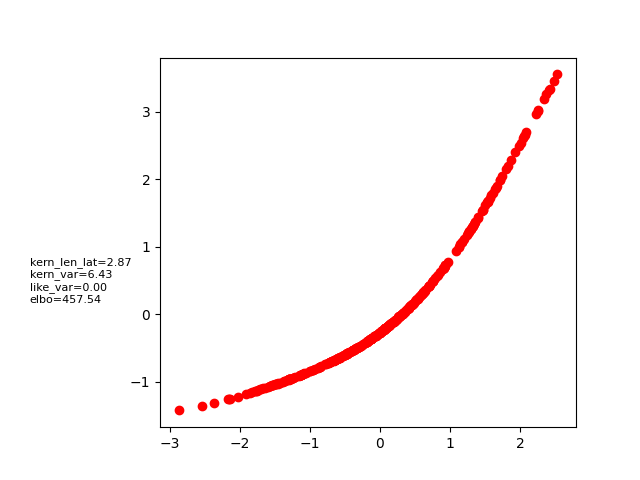 3
2
1
0
−1
kern_len_lat=2.87
kern_var=6.43
like_var=0.00
elbo=457.54
−3
−2
−1
0
1
2